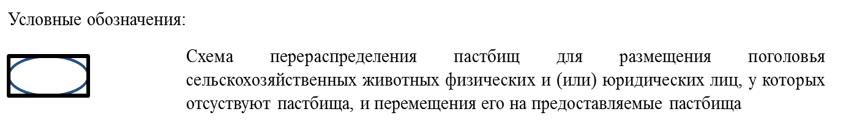 Условные обозначения:
Схема перераспределения пастбищ для размещения поголовья
сельскохозяйственных животных физических и (или) юридических лиц, у которых
отсуствуют пастбища, и перемещения его на предоставляемые пастбища